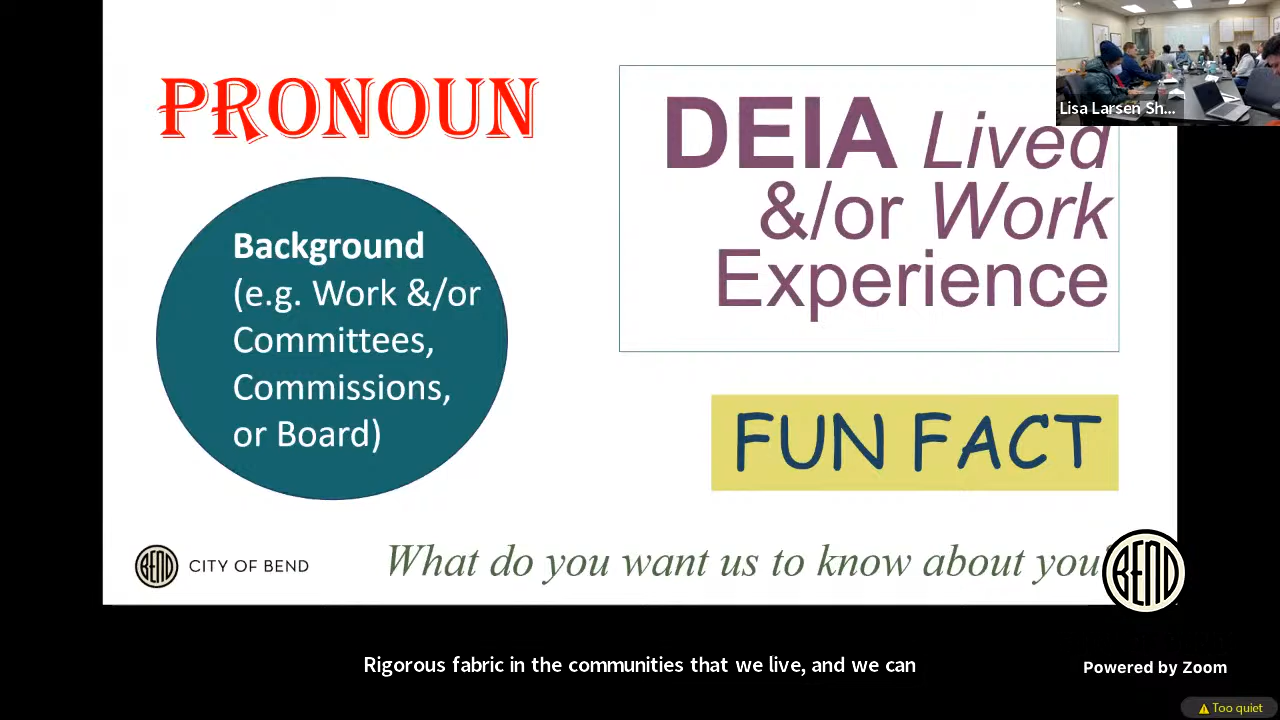 PRONOUN
Background
(e.g. Work &/or
Committees,
Commissions,
or Board)
DEIA Lived
&/or Work
Experience
Lisa Larsen Sh...
FUN FACT
BEND CITY OF BEND
What do you want us to know about you
BEND
Rigorous fabric in the communities that we live, and we can
Powered by Zoom
Too quiet